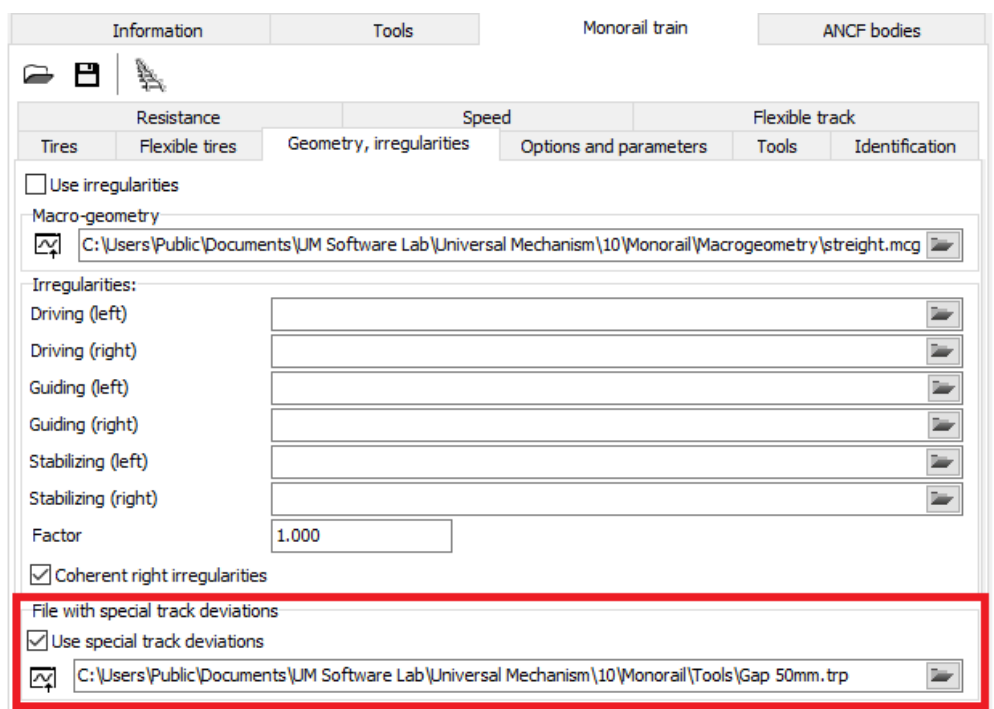 Information Tools Monorail train ANCF bodies
Resistance Speed Flexible track
Tires Flexible tires Geometry, irregularities Options and parameters Tools Identification
Use irregularities
Macro-geometry
C:\Users\Public\Documents\UM Software Lab\Universal Mechanism\10\Monorail\Macrogeometry\streight.mcg
Irregularities:
Driving (left)
Driving (right)
Guiding (left)
Guiding (right)
Stabilizing (left)
Stabilizing (right)
Factor 1.000
Coherent right irregularities
File with special track deviations
Use special track deviations
C:\Users\Public\Documents\UM Software Lab\Universal Mechanism\10\Monorail\Tools\Gap 50mm.trp